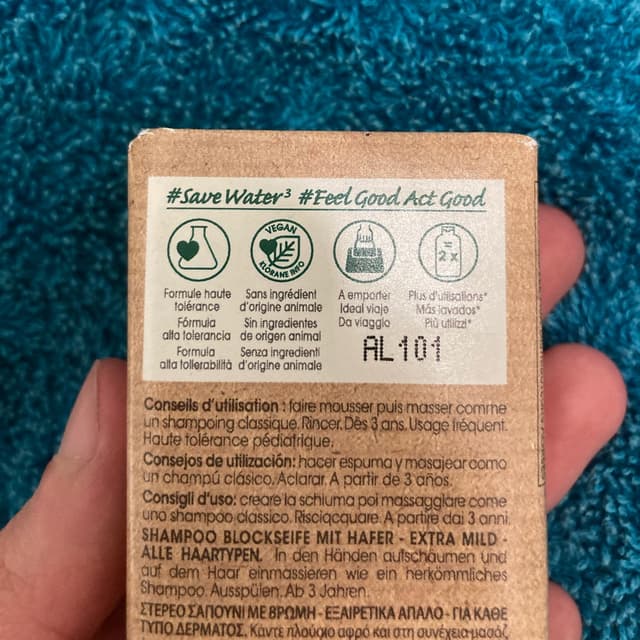 #SaveWater³ #Feel Good Act Good
VEGAN
KLORANE INFO
= 2 x
Formule haute tolérance
Fórmula alta tolerancia
Formula alta tollerabilità
Sans ingrédient d'origine animale
Sin ingredientes de origen animal
Senza ingredienti d'origine animale
A emporter
Ideal viaje
Da viaggio
Plus d'utilisations*
Más lavados*
Più utilizzi*
AL101
Conseils d'utilisation : faire mousser puis masser comme
un shampoing classique. Rincer. Dès 3 ans. Usage fréquent.
Haute tolérance pédiatrique.
Consejos de utilización: hacer espuma y masajear como
un champú clásico. Aclarar. A partir de 3 años.
Consigli d'uso: creare la schiuma poi massaggiare come
uno shampoo classico. Risciacquare. A partire dai 3 anni.
SHAMPOO BLOCKSEIFE MIT HAFER - EXTRA MILD -
ALLE HAARTYPEN. In den Händen aufschäumen und
auf dem Haar einmassieren wie ein herkömmliches
Shampoo. Ausspülen. Ab 3 Jahren.
ΣΤΕΡΕΟ ΣΑΠΟΥΝΙ ΜΕ ΒΡΩΜΗ - ΕΞΑΙΡΕΤΙΚΑ ΑΠΑΛΟ - ΓΙΑ ΚΑΘΕ
ΤΥΠΟ ΔΕΡΜΑΤΟΣ. Κάντε πλούσιο αφρό και στη συνέχεια μασάζ